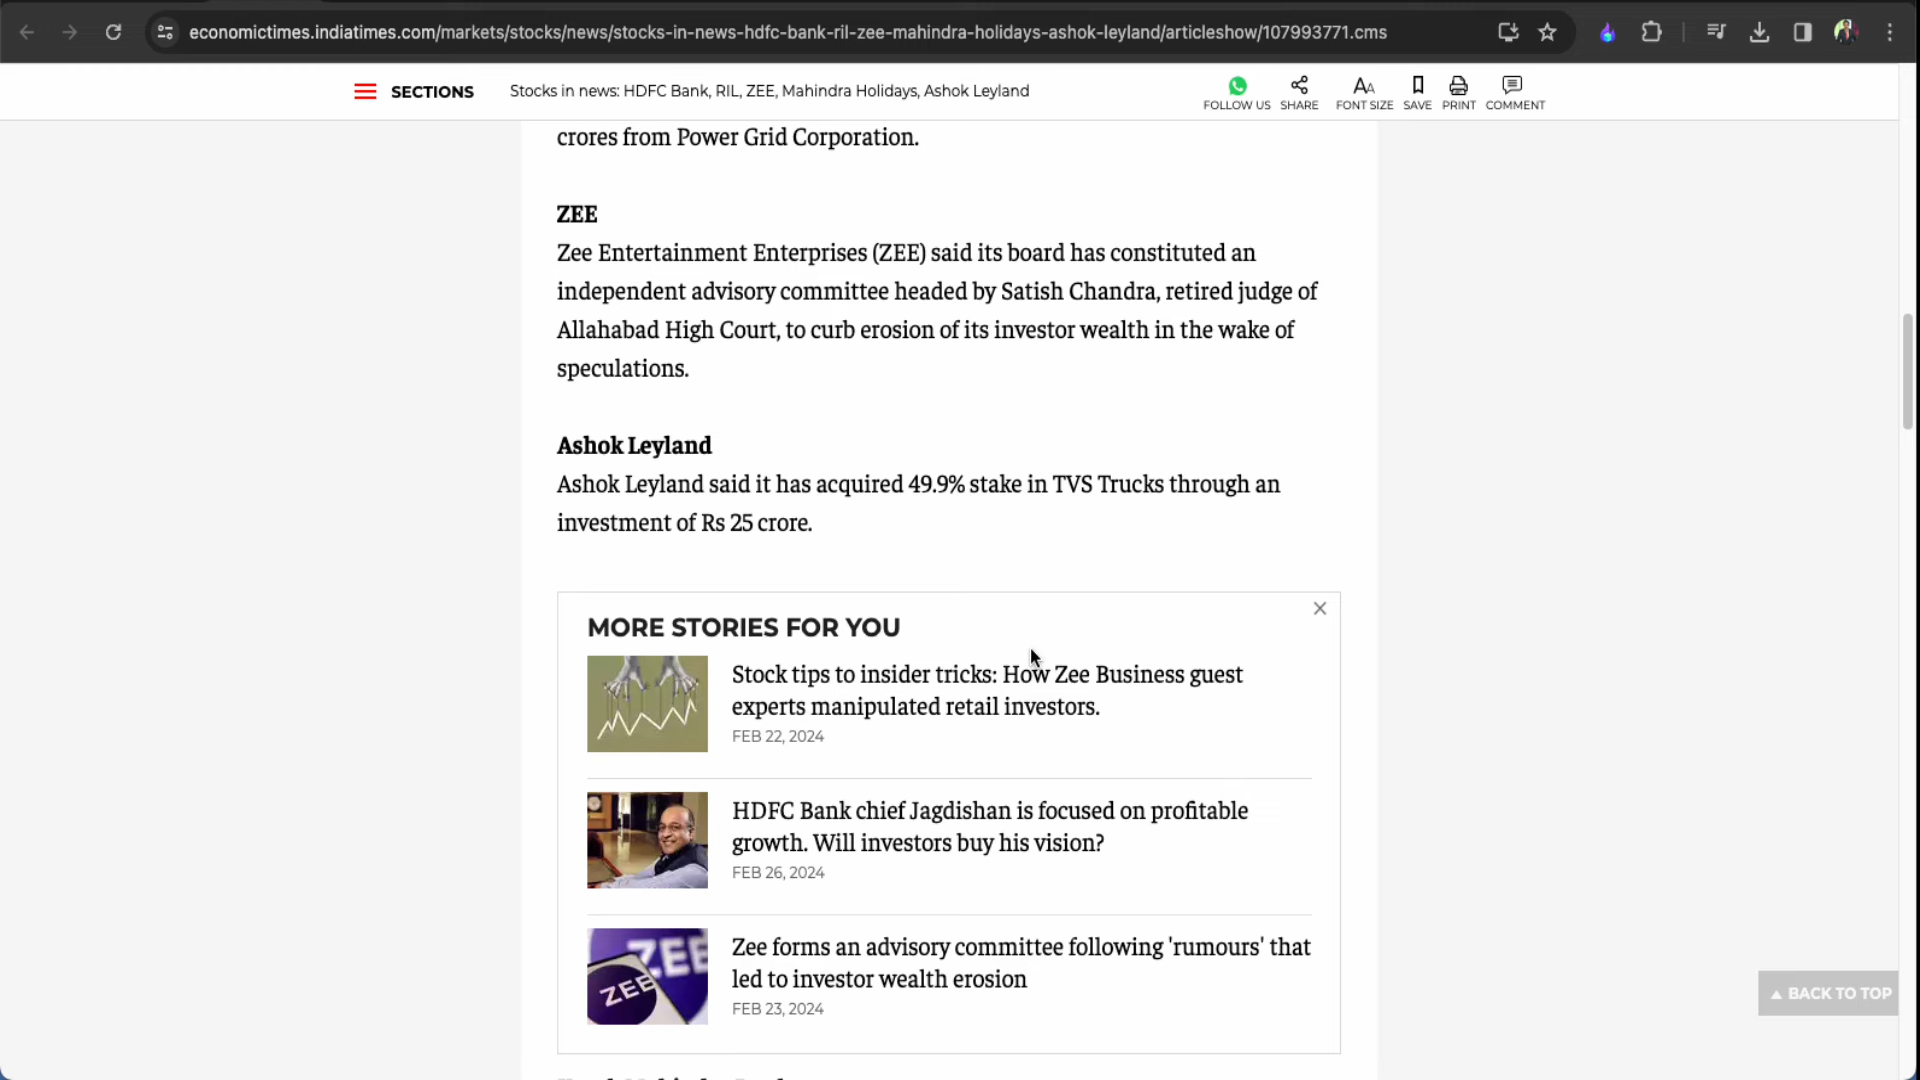 economictimes.indiatimes.com/markets/stocks/news/stocks-in-news-hdfc-bank-ril-zee-mahindra-holidays-ashok-leyland/articleshow/107993771.cms
SECTIONS
Stocks in news: HDFC Bank, RIL, ZEE, Mahindra Holidays, Ashok Leyland
FOLLOW US
SHARE
FONT SIZE
SAVE
PRINT
COMMENT
crores from Power Grid Corporation.
ZEE
Zee Entertainment Enterprises (ZEE) said its board has constituted an
independent advisory committee headed by Satish Chandra, retired judge of
Allahabad High Court, to curb erosion of its investor wealth in the wake of
speculations.
Ashok Leyland
Ashok Leyland said it has acquired 49.9% stake in TVS Trucks through an
investment of Rs 25 crore.
MORE STORIES FOR YOU
Stock tips to insider tricks: How Zee Business guest
experts manipulated retail investors.
FEB 22, 2024
HDFC Bank chief Jagdishan is focused on profitable
growth. Will investors buy his vision?
FEB 26, 2024
ZEE
ZEE
Zee forms an advisory committee following 'rumours' that
led to investor wealth erosion
FEB 23, 2024
BACK TO TOP